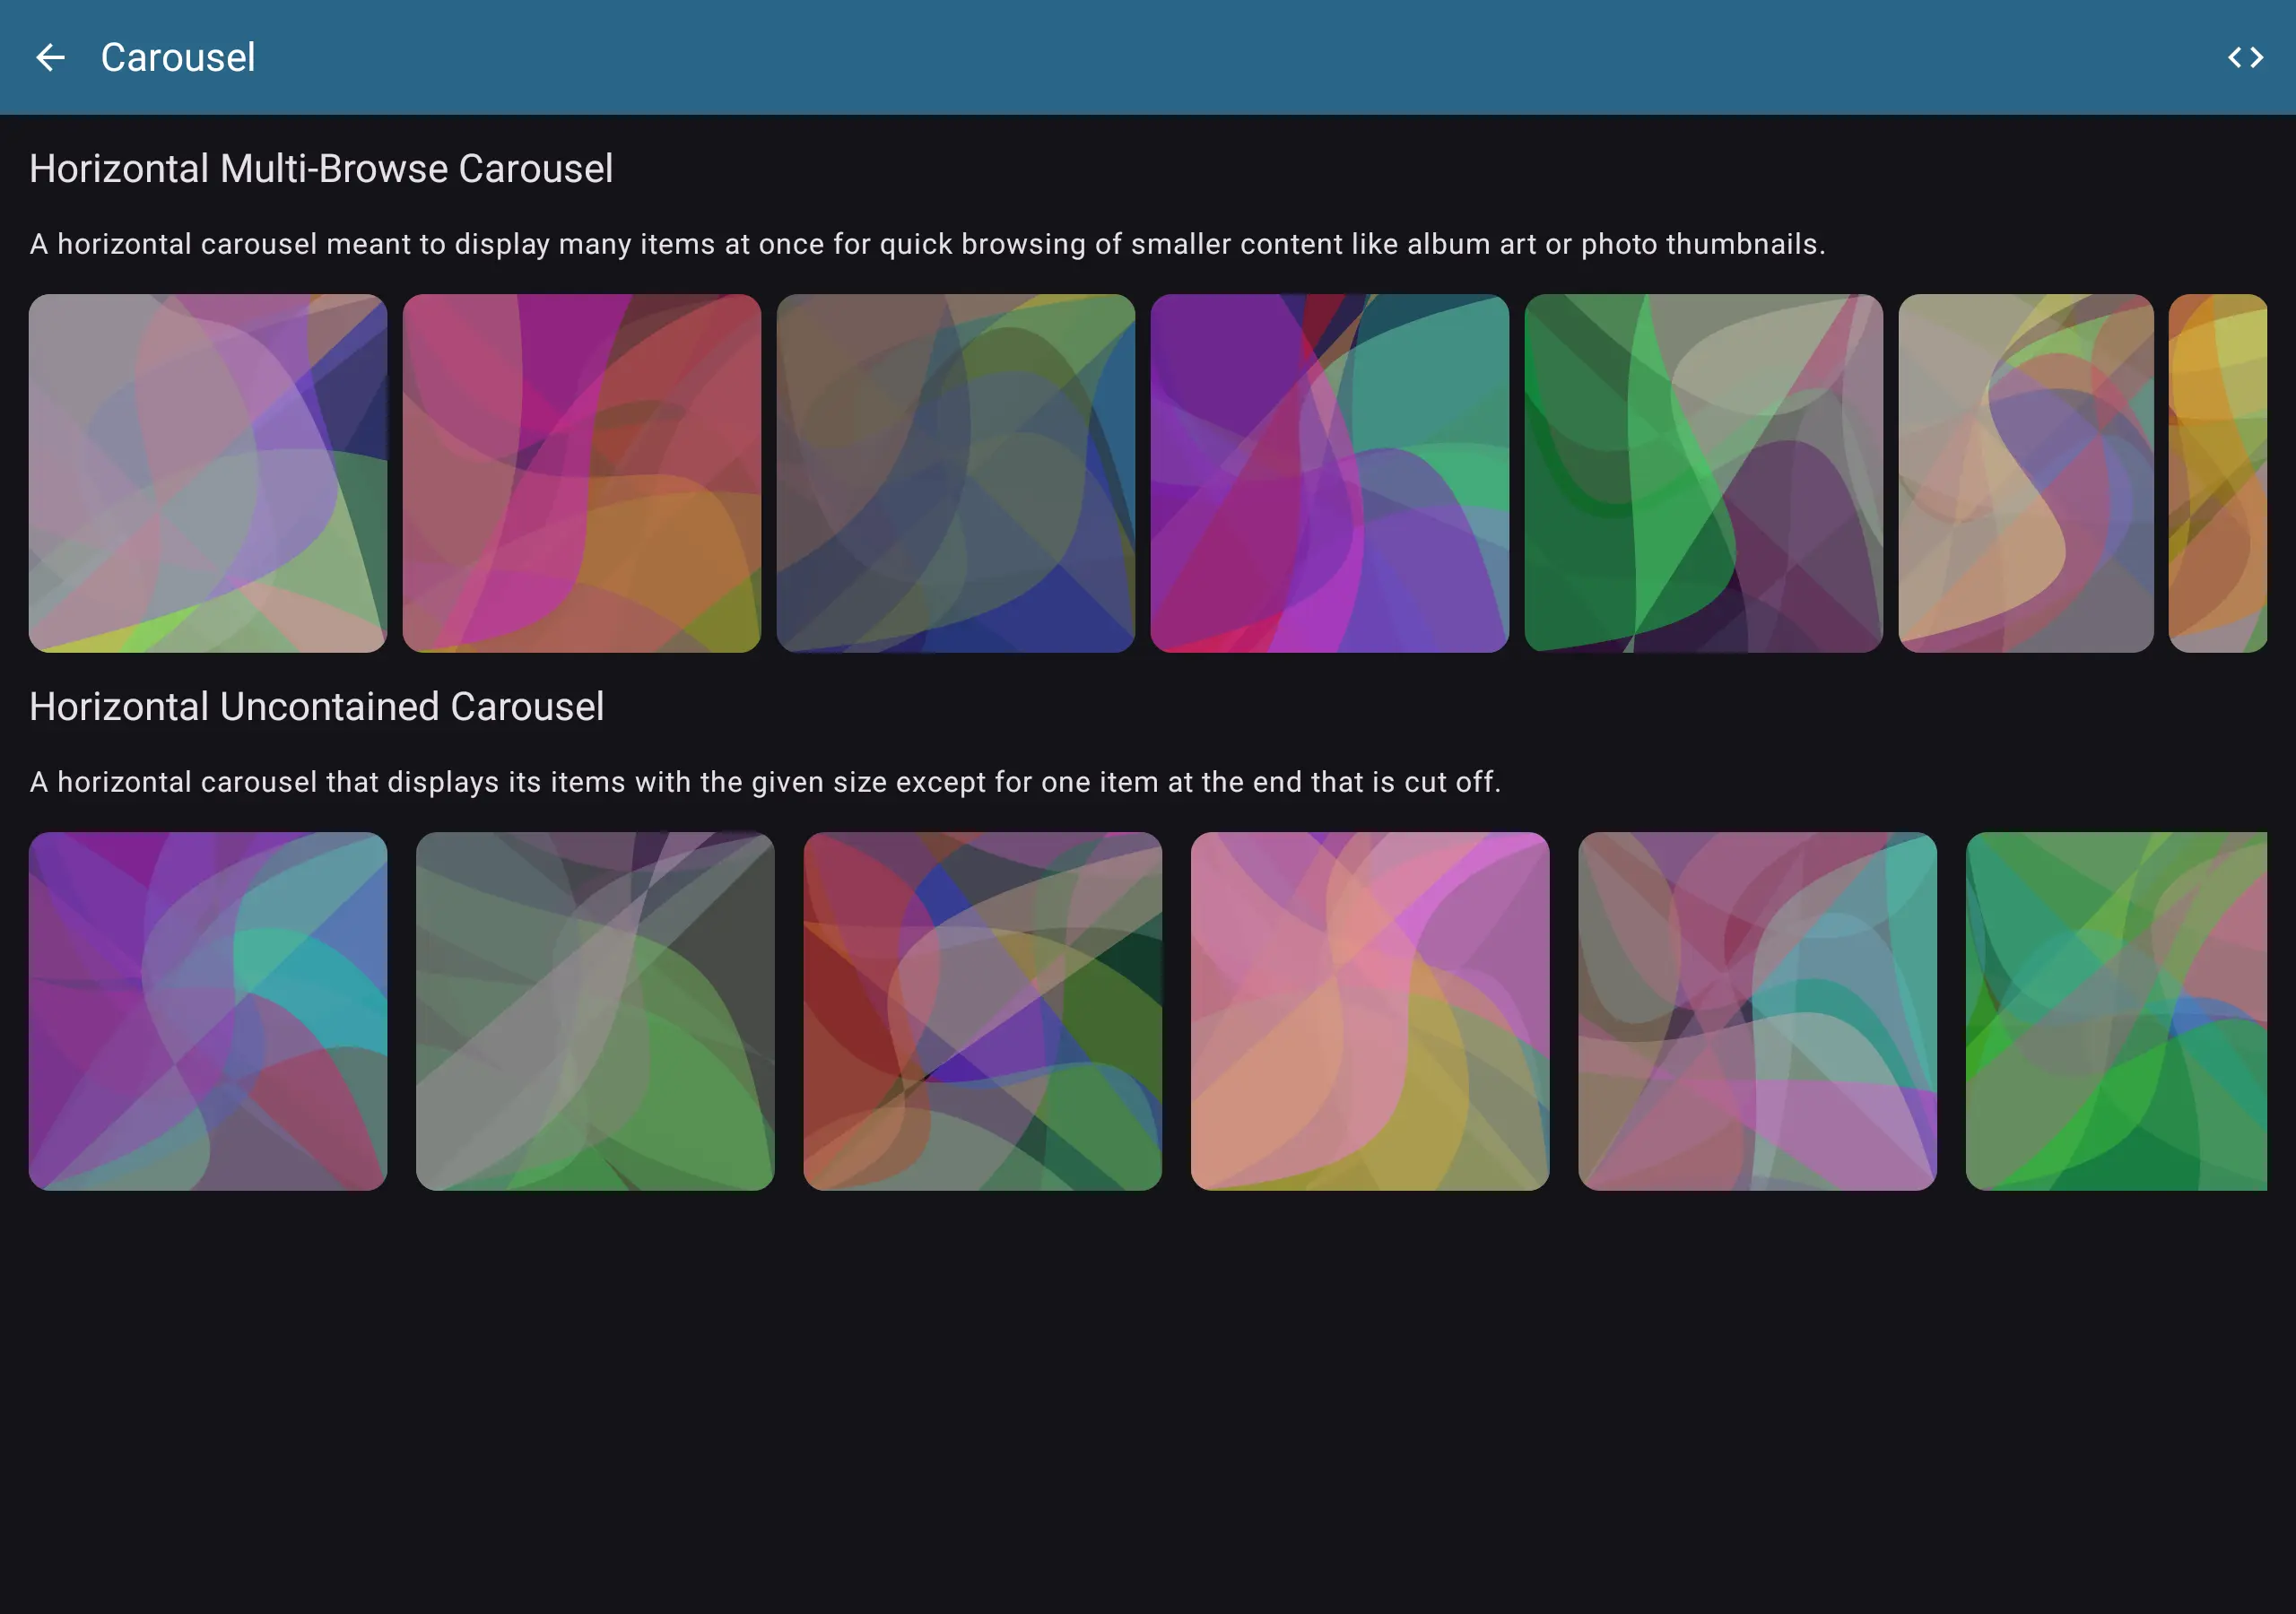 Carousel
Horizontal Multi-Browse Carousel
A horizontal carousel meant to display many items at once for quick browsing of smaller content like album art or photo thumbnails.
Horizontal Uncontained Carousel
A horizontal carousel that displays its items with the given size except for one item at the end that is cut off.